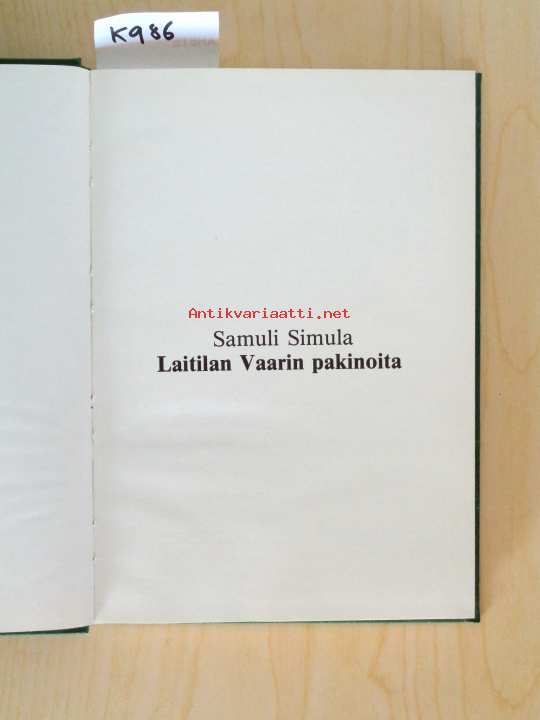 K986
Antikvariaatti.net
Samuli Simula
Laitilan Vaarin pakinoita